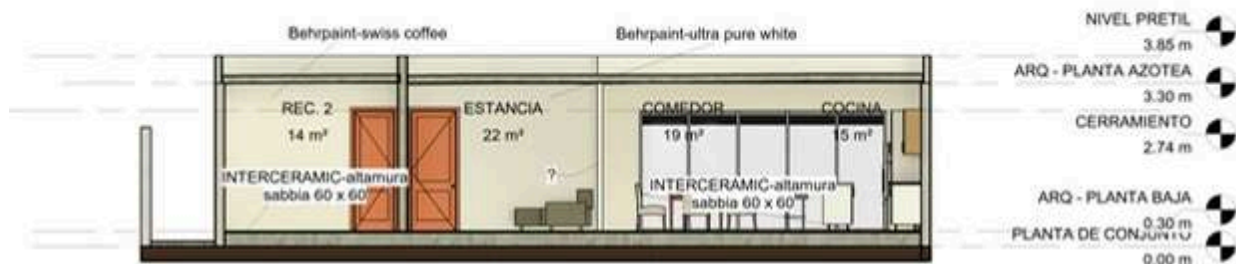 Behrpaint-swiss coffee
Behrpaint-ultra pure white
NIVEL PRETIL
3.85 m
ARQ - PLANTA AZOTEA
3.30 m
REC. 2
14 m²
ESTANCIA
22 m²
COMEDOR
19 m²
COCINA
15 m²
CERRAMIENTO
2.74 m
?
INTERCERAMIC-altamura
sabbia 60 x 60
INTERCERAMIC-altamura
sabbia 60 x 60
ARQ - PLANTA BAJA
0.30 m
PLANTA DE CONJUNTO
0.00 m